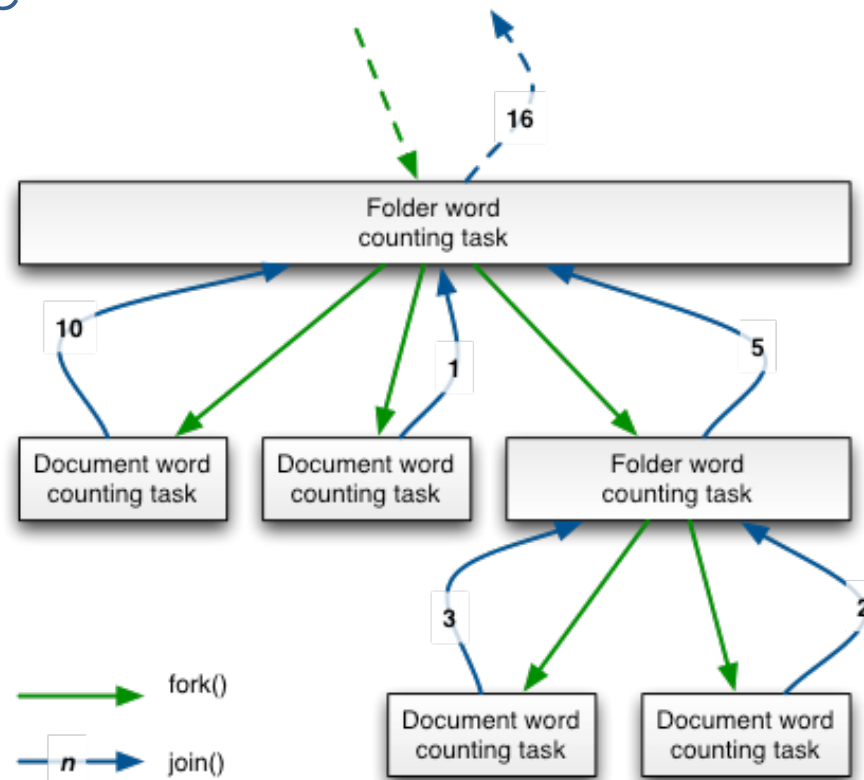 16
Folder word
counting task
10
1
5
Document word
counting task
Document word
counting task
Folder word
counting task
3
2
fork()
Document word
counting task
Document word
counting task
n
join()